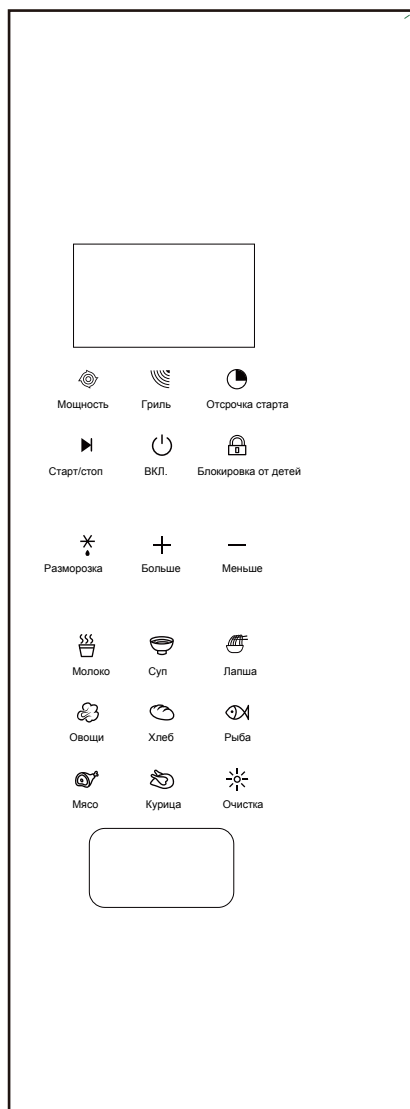 Мощность Гриль Отсрочка старта
Старт/стоп ВКЛ. Блокировка от детей
Разморозка Больше Меньше
Молоко Суп Лапша
Овощи Хлеб Рыба
Мясо Курица Очистка